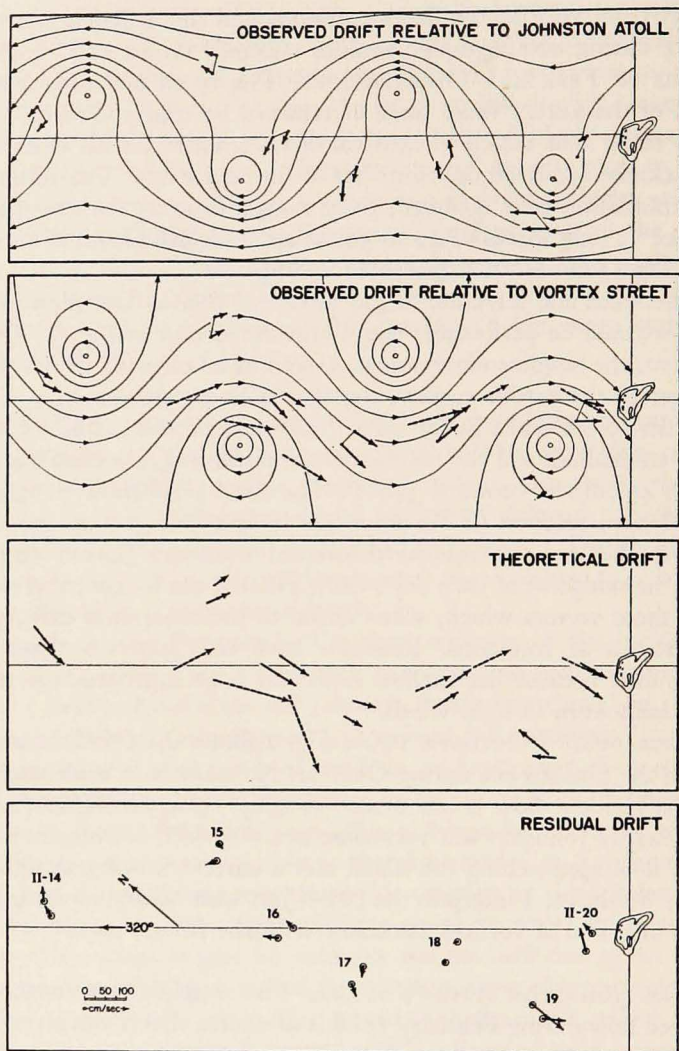 OBSERVED DRIFT RELATIVE TO JOHNSTON ATOLL
OBSERVED DRIFT RELATIVE TO VORTEX STREET
THEORETICAL DRIFT
RESIDUAL DRIFT
15
II-14
320°
16
17
18
II-20
19
0 50 100
←cm/sec→